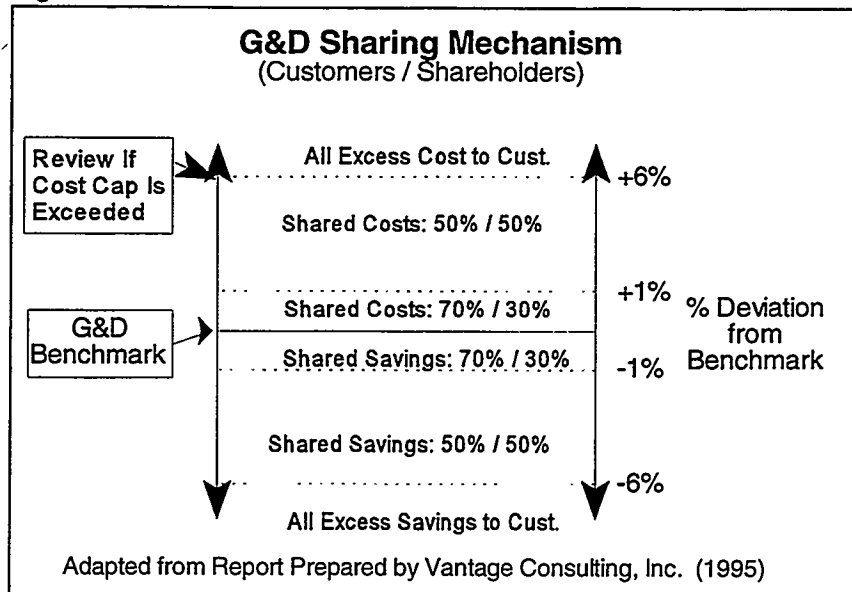 G&D Sharing Mechanism
(Customers / Shareholders)
Review If
Cost Cap Is
Exceeded
All Excess Cost to Cust.
+6%
Shared Costs: 50% / 50%
+1%
Shared Costs: 70% / 30%
G&D
Benchmark
% Deviation
from
Benchmark
Shared Savings: 70% / 30%
-1%
Shared Savings: 50% / 50%
-6%
All Excess Savings to Cust.
Adapted from Report Prepared by Vantage Consulting, Inc. (1995)